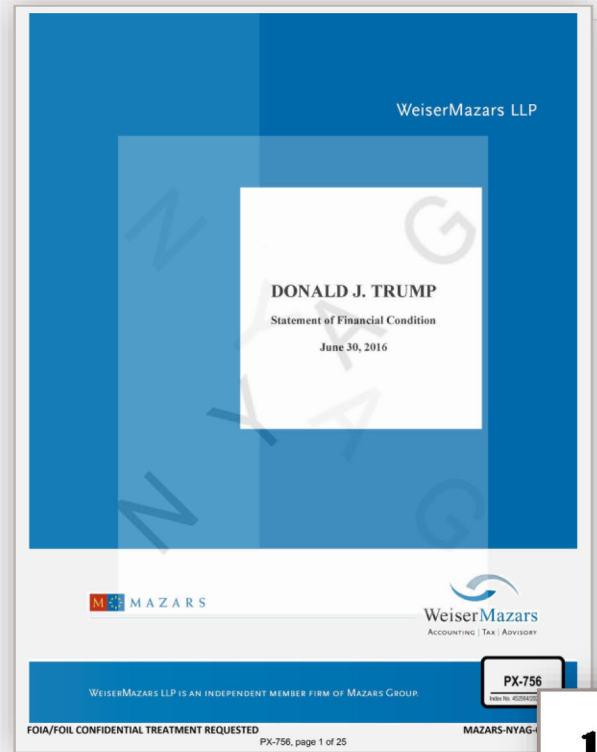 WeiserMazars LLP
N Y A G
DONALD J. TRUMP
Statement of Financial Condition
June 30, 2016
N Y A G
M MAZARS
WeiserMazars
ACCOUNTING | TAX | ADVISORY
PX-756
WEISERMAZARS LLP IS AN INDEPENDENT MEMBER FIRM OF MAZARS GROUP.
FOIA/FOIL CONFIDENTIAL TREATMENT REQUESTED
MAZARS-NYAG-
PX-756, page 1 of 25
1